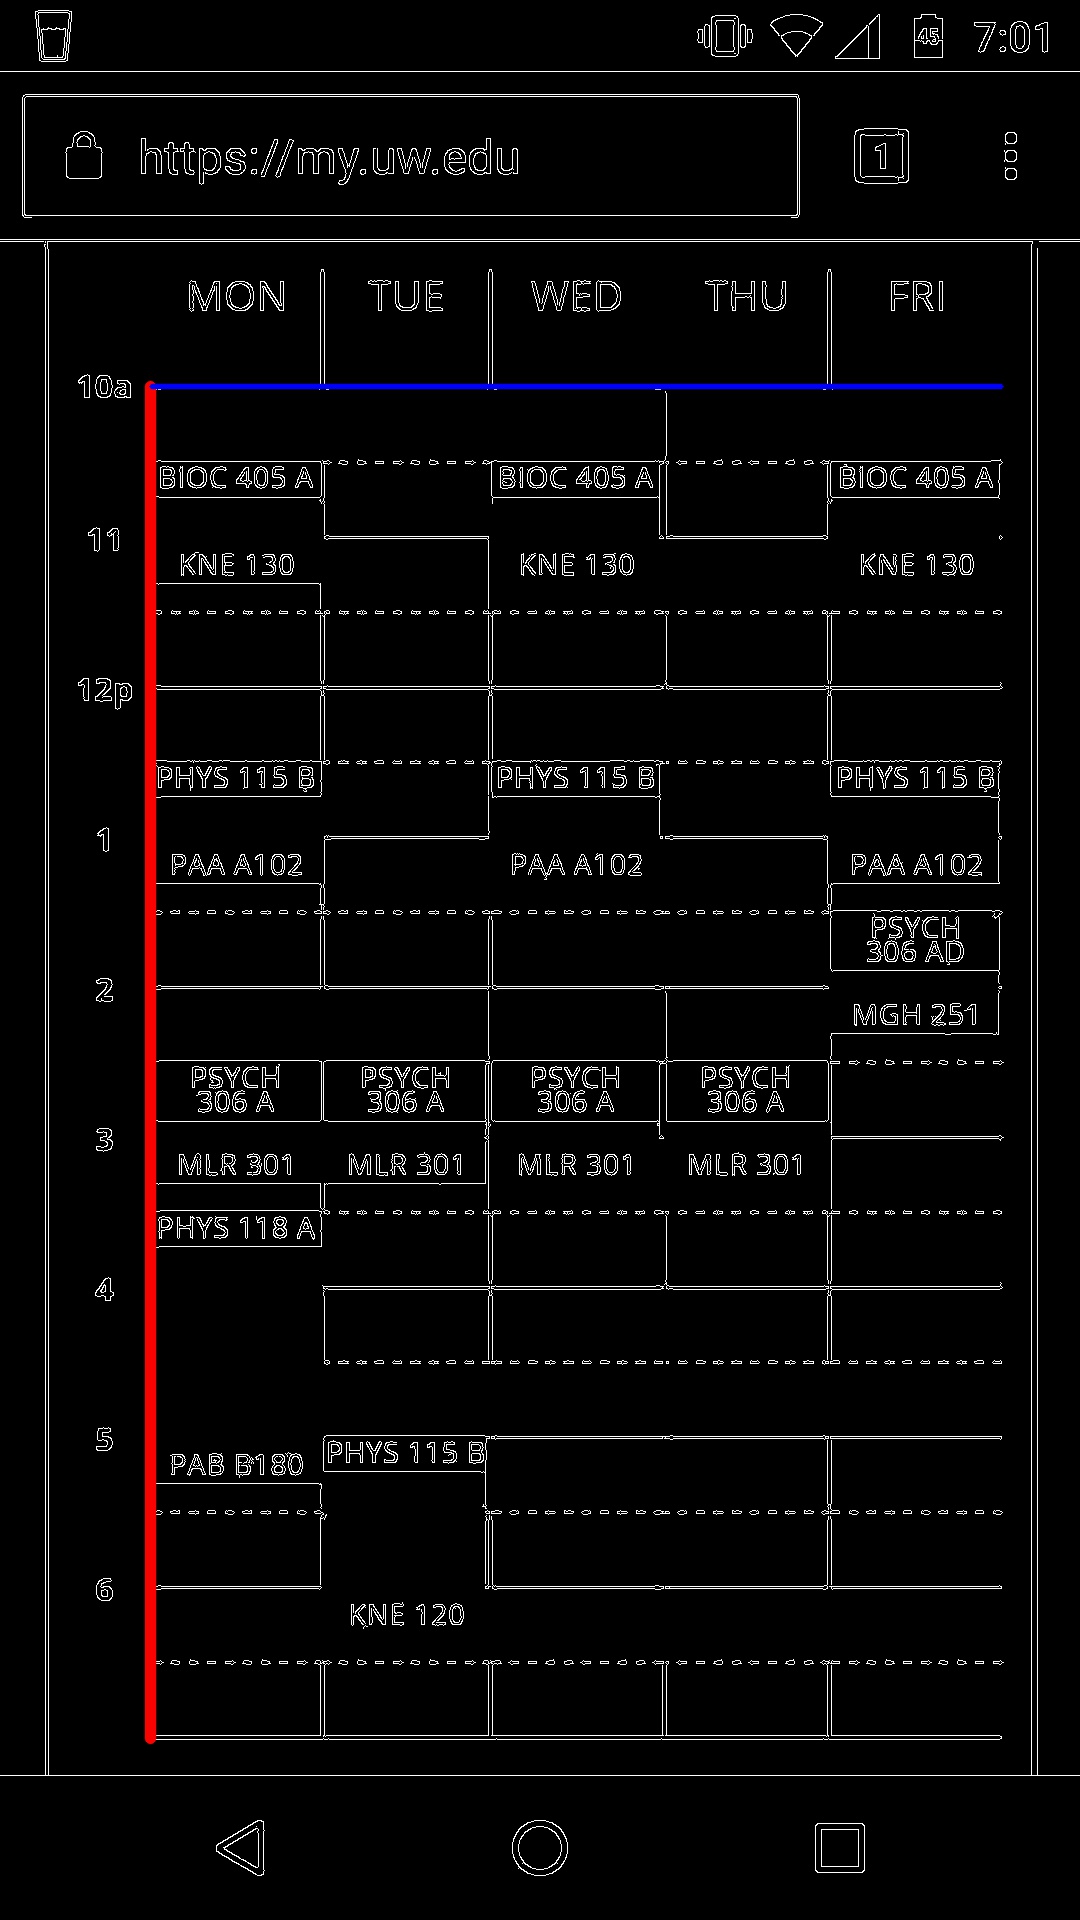 45 7:01
https://my.uw.edu 1
MON TUE WED THU FRI
10a
BIOC 405 A BIOC 405 A BIOC 405 A
11
KNE 130 KNE 130 KNE 130
12p
PHYS 115 B PHYS 115 B PHYS 115 B
1
PAA A102 PAA A102 PAA A102
PSYCH
306 AD
2
MGH 251
PSYCH PSYCH PSYCH PSYCH
306 A 306 A 306 A 306 A
3
MLR 301 MLR 301 MLR 301 MLR 301
PHYS 118 A
4
5
PHYS 115 B
PAB B180
6
KNE 120